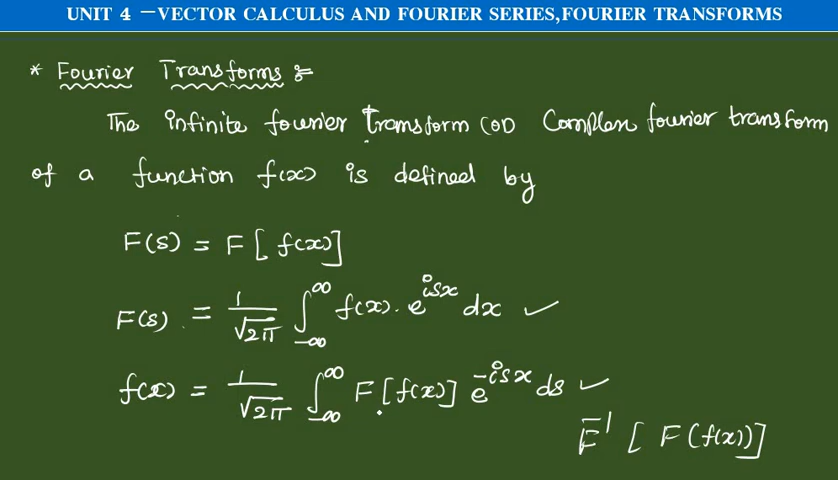 UNIT 4 —VECTOR CALCULUS AND FOURIER SERIES,FOURIER TRANSFORMS
* Fourier Transforms :-
The infinite fourier transform (or) Complex fourier transform
of a function f(x) is defined by
F(s) = F[f(x)]
F(s) = 1/√2π ∫_{-∞}^{∞} f(x). e^{isx} dx ✓
f(x) = 1/√2π ∫_{-∞}^{∞} F[f(x)] e^{-isx} ds ✓
F^{-1} [F(f(x))]